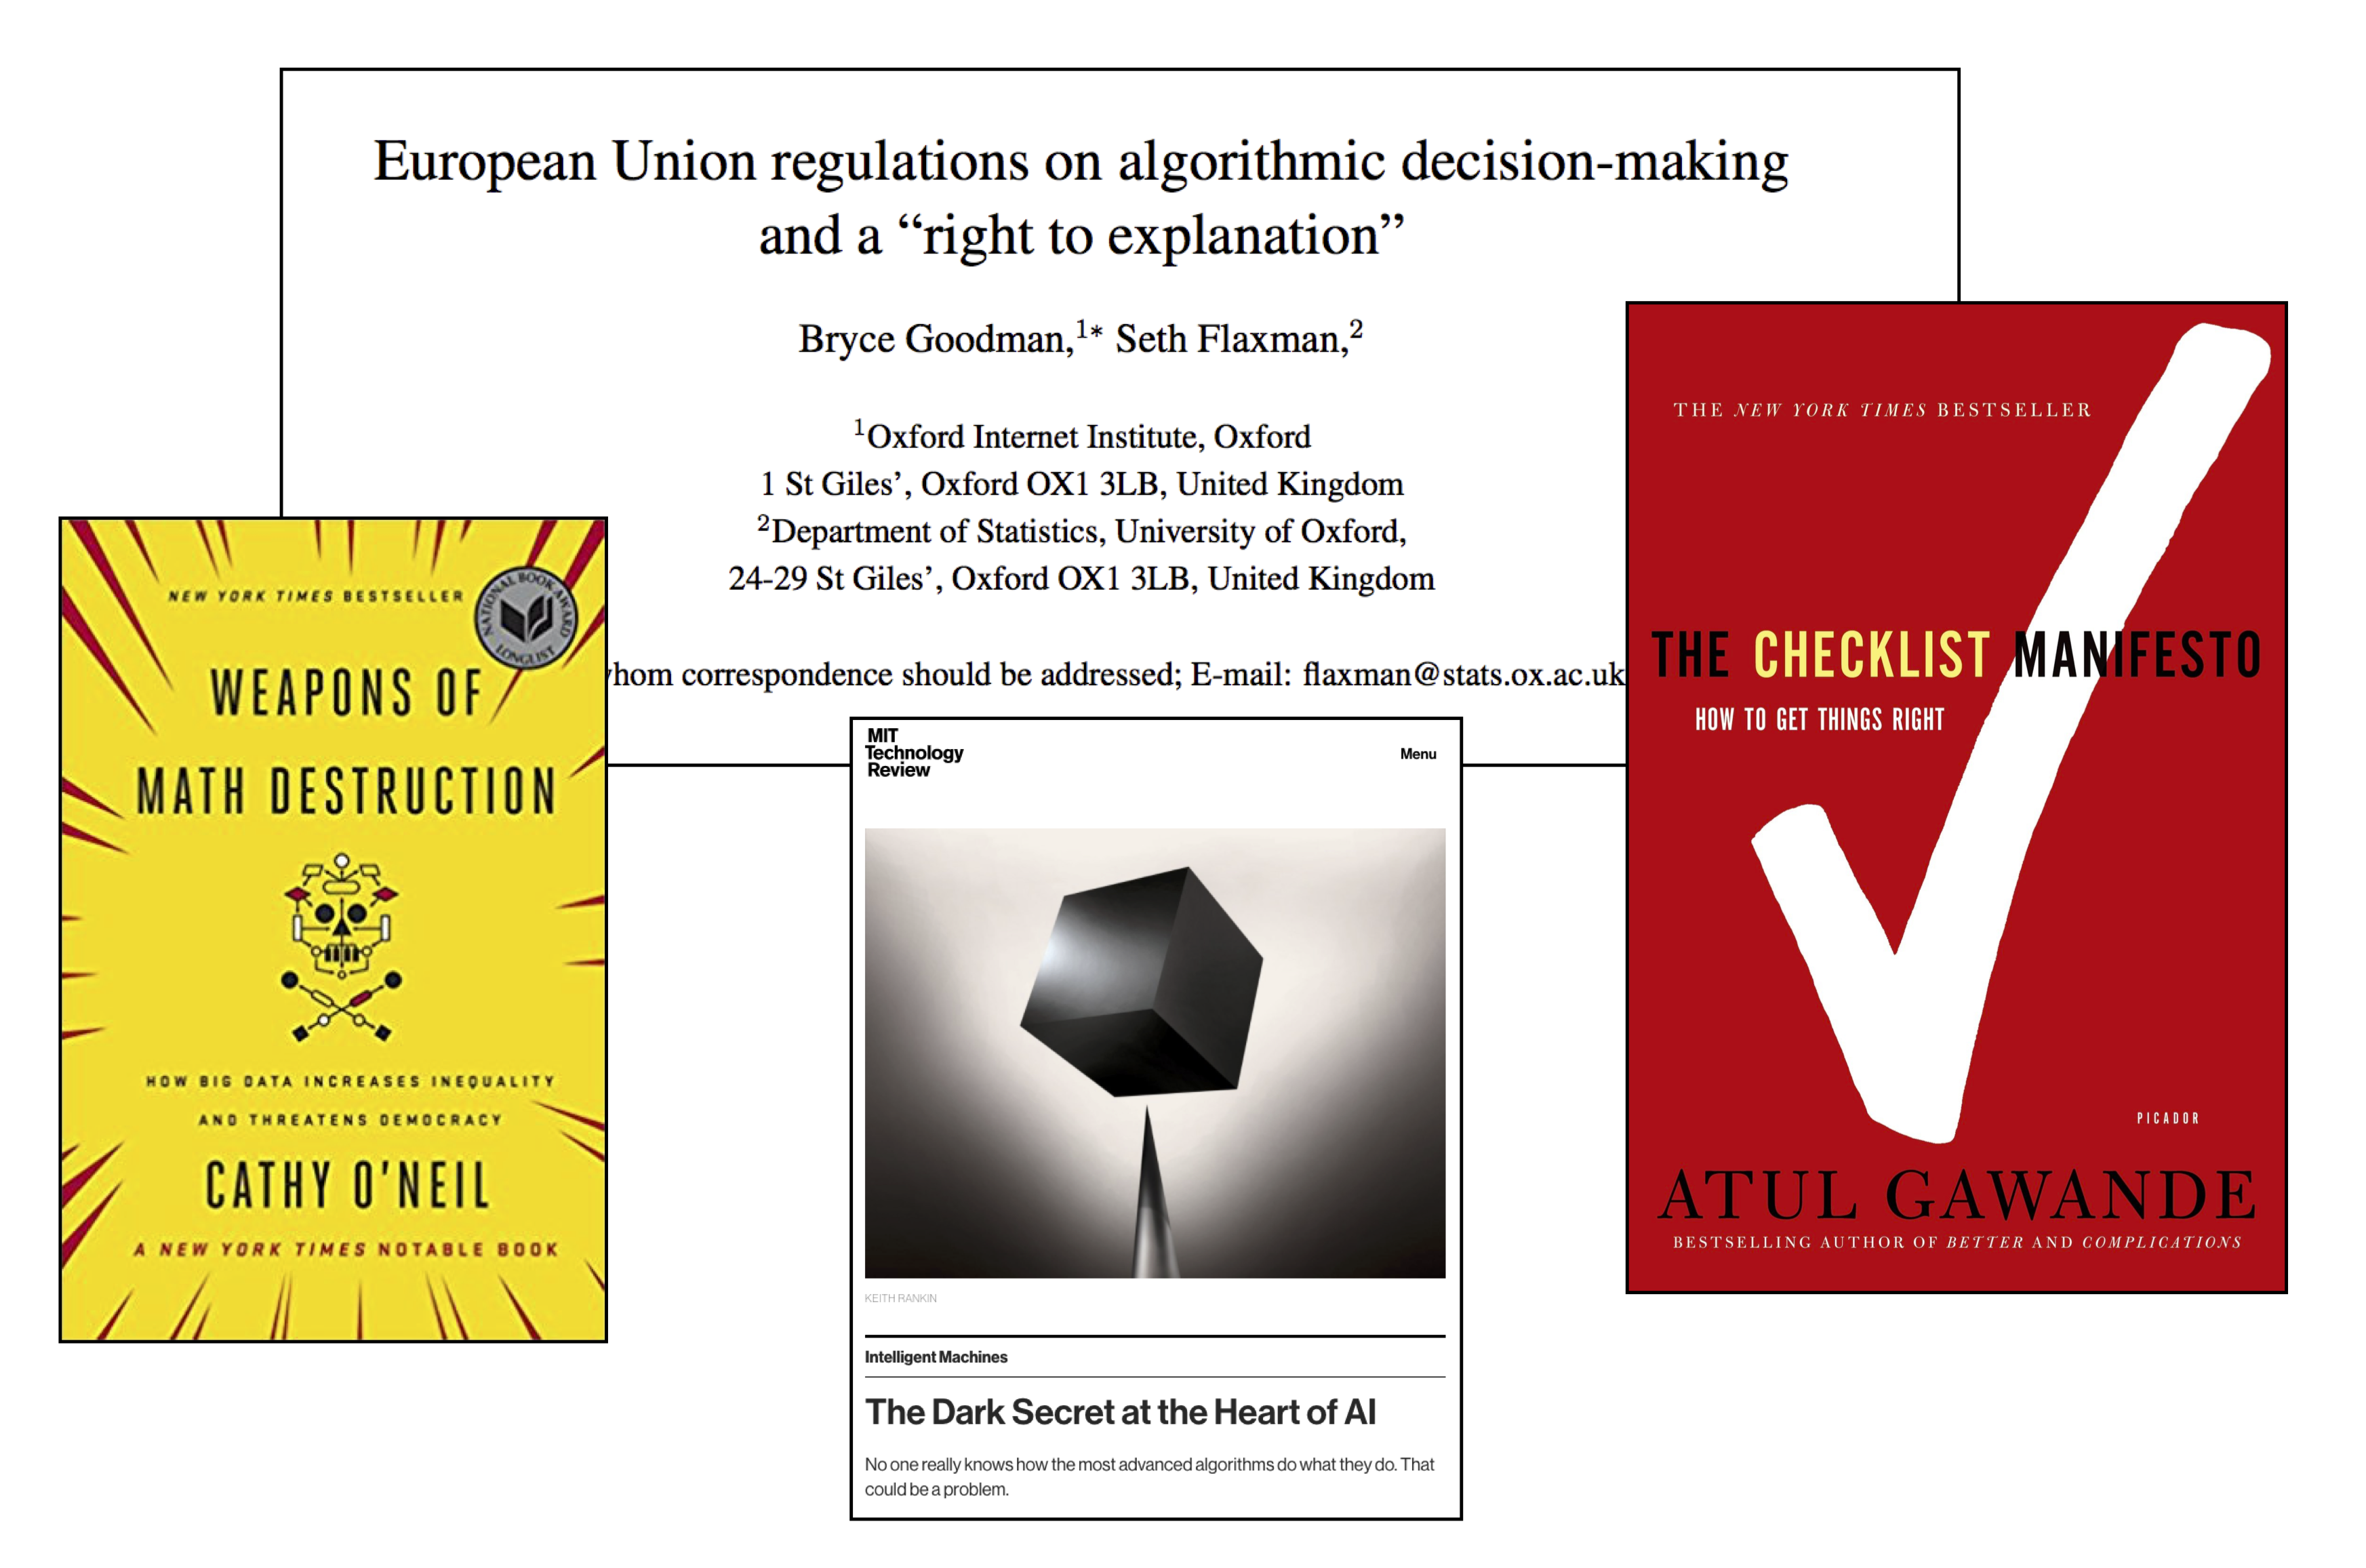 European Union regulations on algorithmic decision-making
and a “right to explanation”
Bryce Goodman,1* Seth Flaxman,2
1Oxford Internet Institute, Oxford
1 St Giles’, Oxford OX1 3LB, United Kingdom
2Department of Statistics, University of Oxford,
24-29 St Giles’, Oxford OX1 3LB, United Kingdom
correspondence should be addressed; E-mail: flaxman@stats.ox.ac.uk
NEW YORK TIMES BESTSELLER
NATIONAL BOOK AWARD
LONGLIST
WEAPONS OF
MATH DESTRUCTION
HOW BIG DATA INCREASES INEQUALITY
AND THREATENS DEMOCRACY
CATHY O'NEIL
A NEW YORK TIMES NOTABLE BOOK
MIT
Technology
Review
Menu
KEITH RANKIN
Intelligent Machines
The Dark Secret at the Heart of AI
No one really knows how the most advanced algorithms do what they do. That
could be a problem.
THE NEW YORK TIMES BESTSELLER
THE CHECKLIST MANIFESTO
HOW TO GET THINGS RIGHT
PICADOR
ATUL GAWANDE
BESTSELLING AUTHOR OF BETTER AND COMPLICATIONS